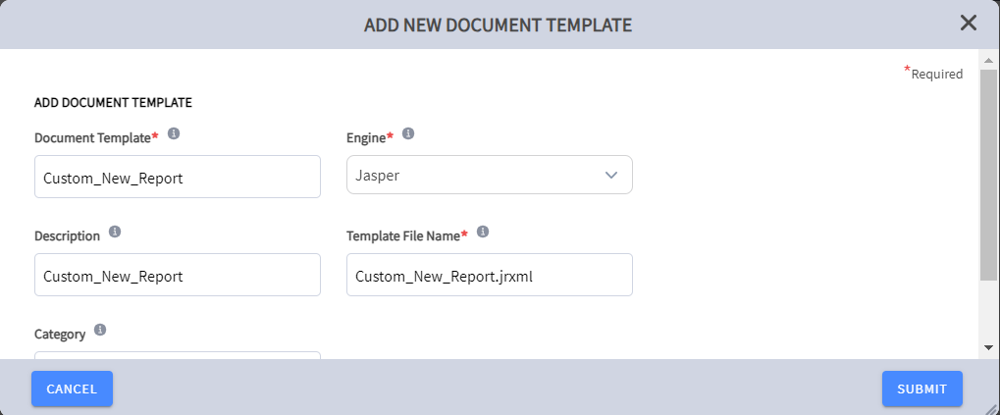 ADD NEW DOCUMENT TEMPLATE
*Required
ADD DOCUMENT TEMPLATE
Document Template* Engine*
Custom_New_Report Jasper
Description Template File Name*
Custom_New_Report Custom_New_Report.jrxml
Category
CANCEL SUBMIT